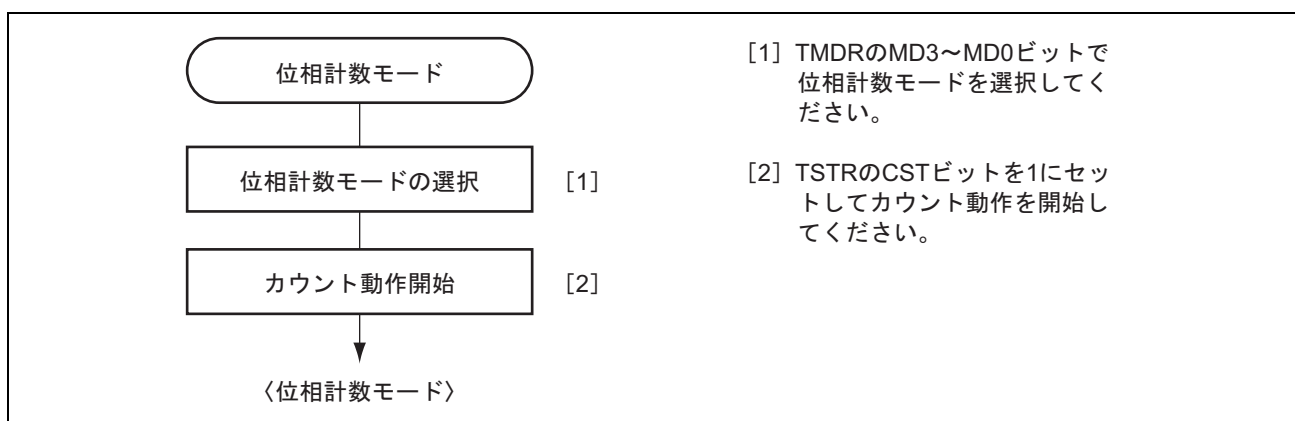 位相計数モード
位相計数モードの選択 [1]
カウント動作開始 [2]
〈位相計数モード〉
[1] TMDRのMD3～MD0ビットで
位相計数モードを選択してく
ださい。
[2] TSTRのCSTビットを1にセッ
トしてカウント動作を開始し
てください。